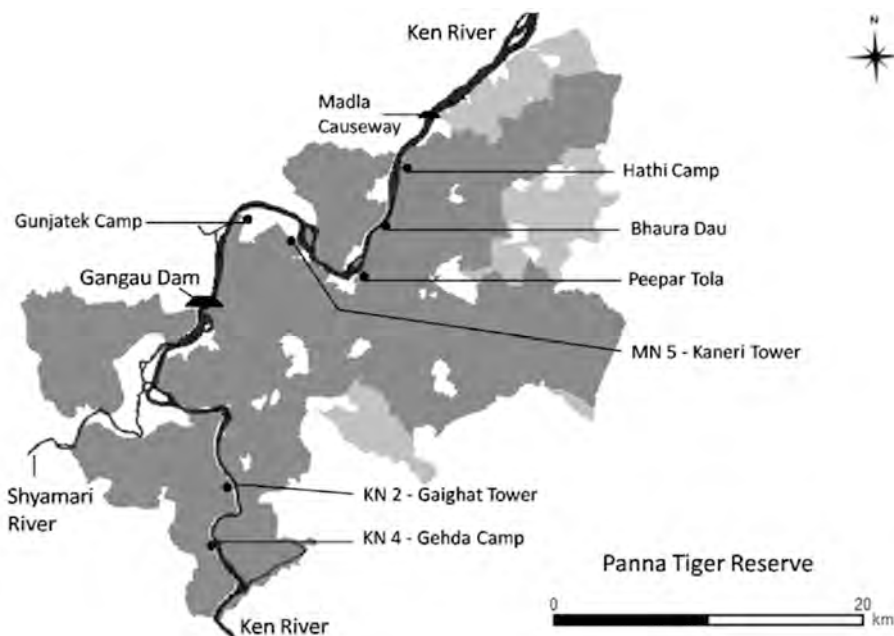 Ken River
N
Madla
Causeway
Hathi Camp
Gunjatek Camp
Bhaura Dau
Gangau Dam
Peepar Tola
MN 5 - Kaneri Tower
Shyamari
River
KN 2 - Gaighat Tower
KN 4 - Gehda Camp
Panna Tiger Reserve
0
20
km
Ken River